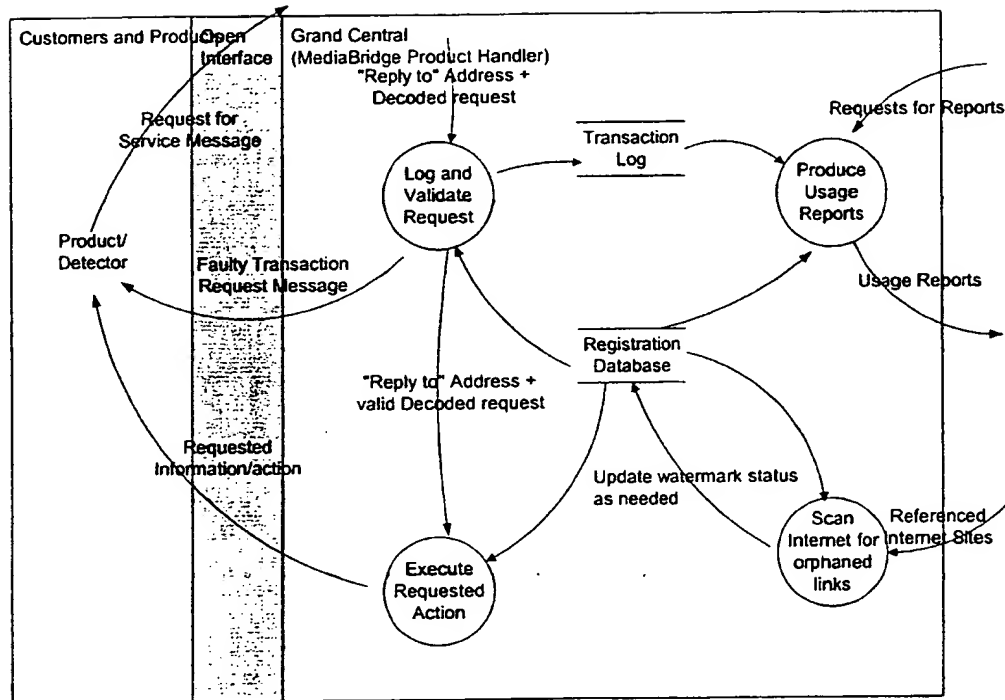 Customers and Products
Open
Interface
Grand Central
(MediaBridge Product Handler)
"Reply to" Address +
Decoded request
Request for
Service Message
Log and
Validate
Request
Transaction
Log
Requests for Reports
Produce
Usage
Reports
Product/
Detector
Faulty Transaction
Request Message
Usage Reports
Registration
Database
"Reply to" Address +
valid Decoded request
Requested
Information/action
Update watermark status
as needed
Scan
Internet for
orphaned
links
Referenced
Internet Sites
Execute
Requested
Action